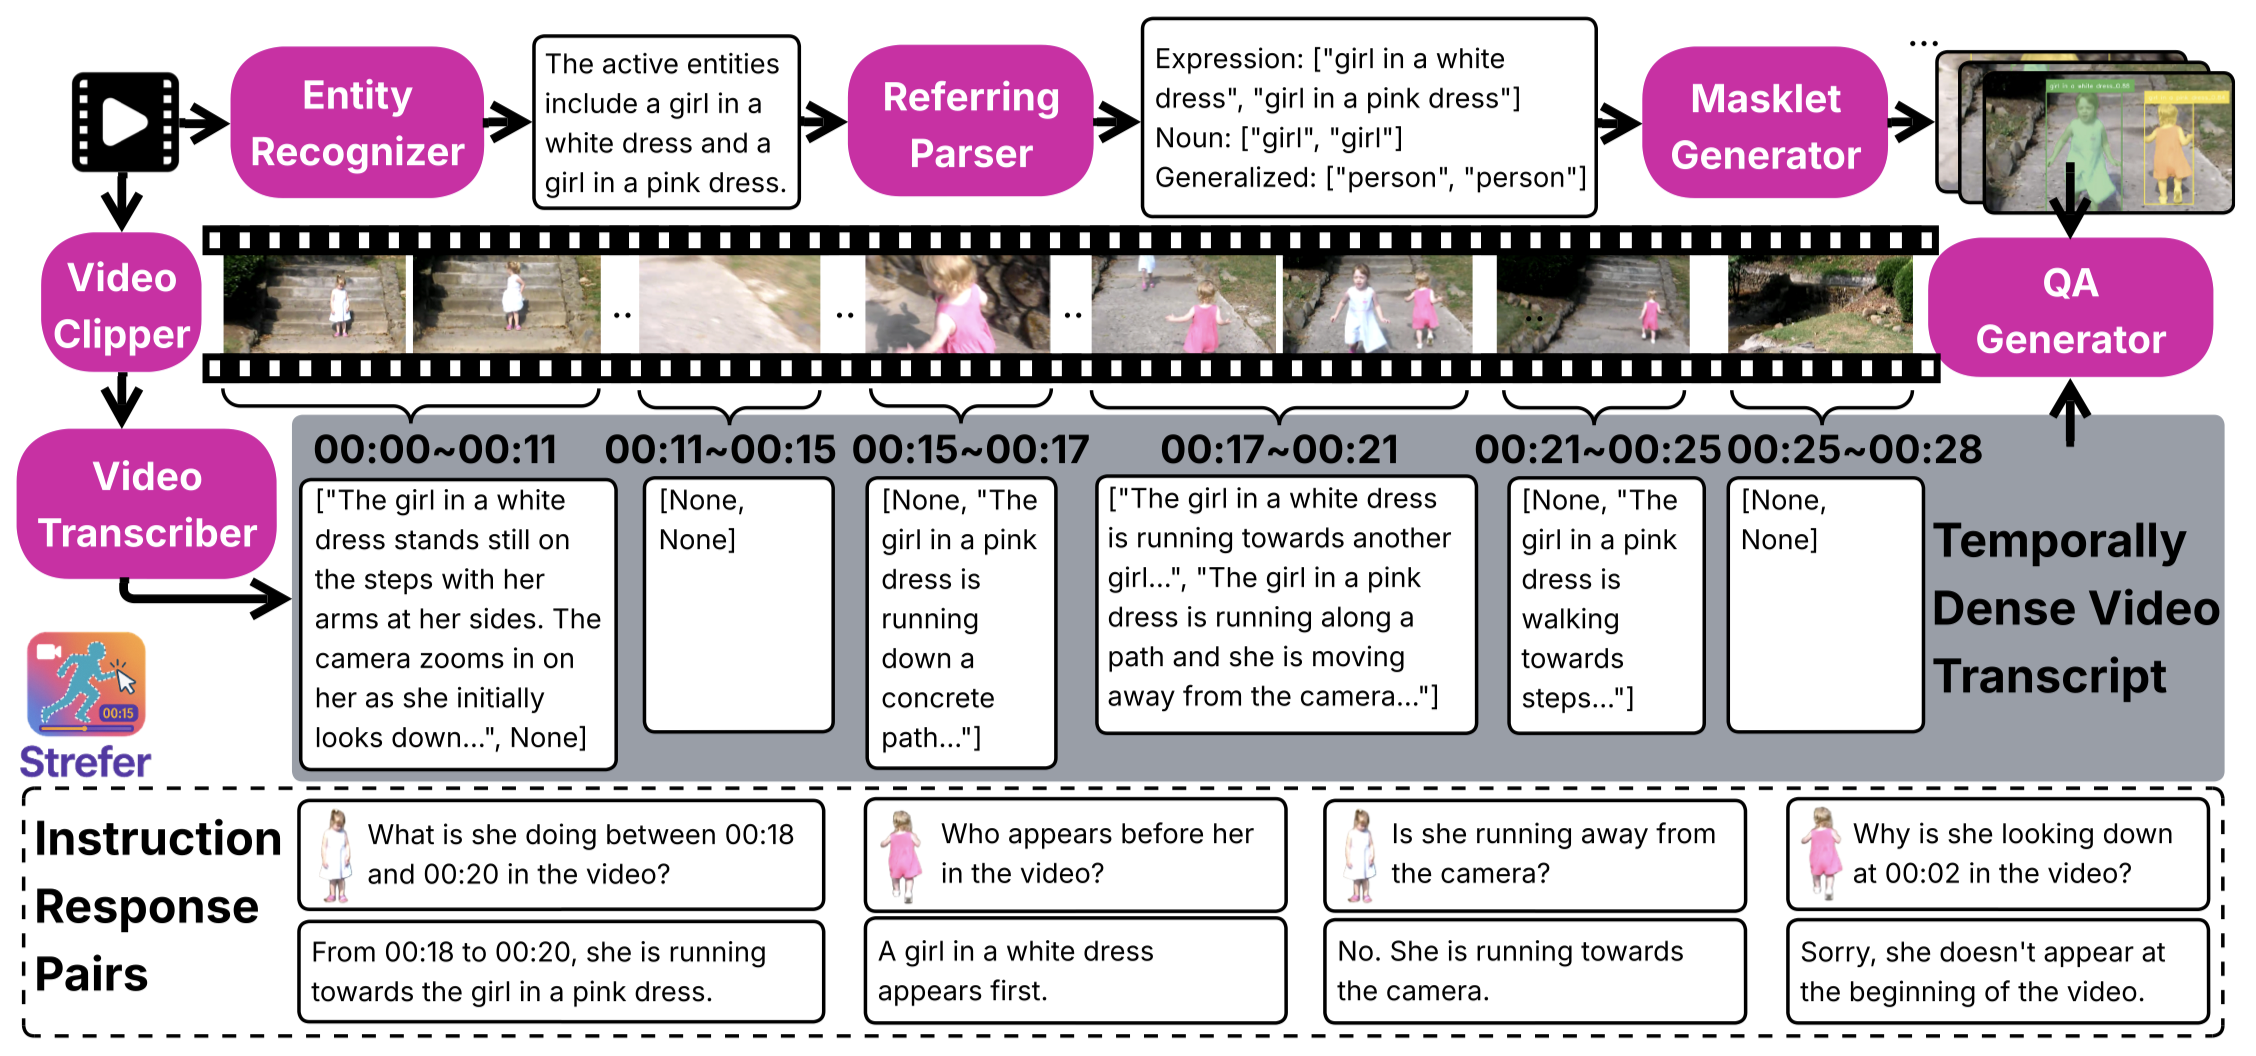 Entity
Recognizer
The active entities
include a girl in a
white dress and a
girl in a pink dress.
Referring
Parser
Expression: ["girl in a white
dress", "girl in a pink dress"]
Noun: ["girl", "girl"]
Generalized: ["person", "person"]
Masklet
Generator
...
girl in a white dress 0.88
Video
Clipper
..
..
..
..
QA
Generator
Video
Transcriber
00:00~00:11
["The girl in a white
dress stands still on
the steps with her
arms at her sides. The
camera zooms in on
her as she initially
looks down...", None]
00:11~00:15
[None,
None]
00:15~00:17
[None, "The
girl in a pink
dress is
running
down a
concrete
path..."]
00:17~00:21
["The girl in a white dress
is running towards another
girl...", "The girl in a pink
dress is running along a
path and she is moving
away from the camera..."]
00:21~00:25
[None, "The
girl in a pink
dress is
walking
towards
steps..."]
00:25~00:28
[None,
None]
Temporally
Dense Video
Transcript
00:15
Strefer
Instruction
Response
Pairs
What is she doing between 00:18
and 00:20 in the video?
From 00:18 to 00:20, she is running
towards the girl in a pink dress.
Who appears before her
in the video?
A girl in a white dress
appears first.
Is she running away from
the camera?
No. She is running towards
the camera.
Why is she looking down
at 00:02 in the video?
Sorry, she doesn't appear at
the beginning of the video.